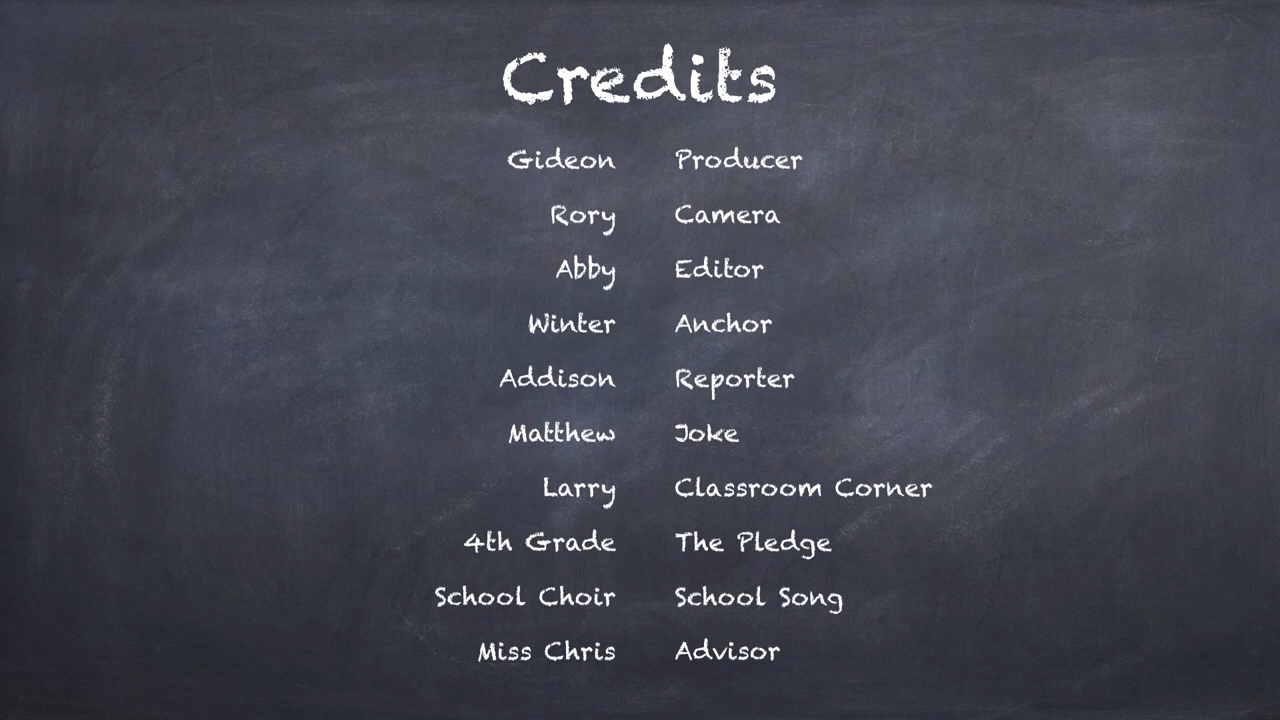 Credits
Gideon Producer
Rory Camera
Abby Editor
Winter Anchor
Addison Reporter
Matthew Joke
Larry Classroom Corner
4th Grade The Pledge
School Choir School Song
Miss Chris Advisor